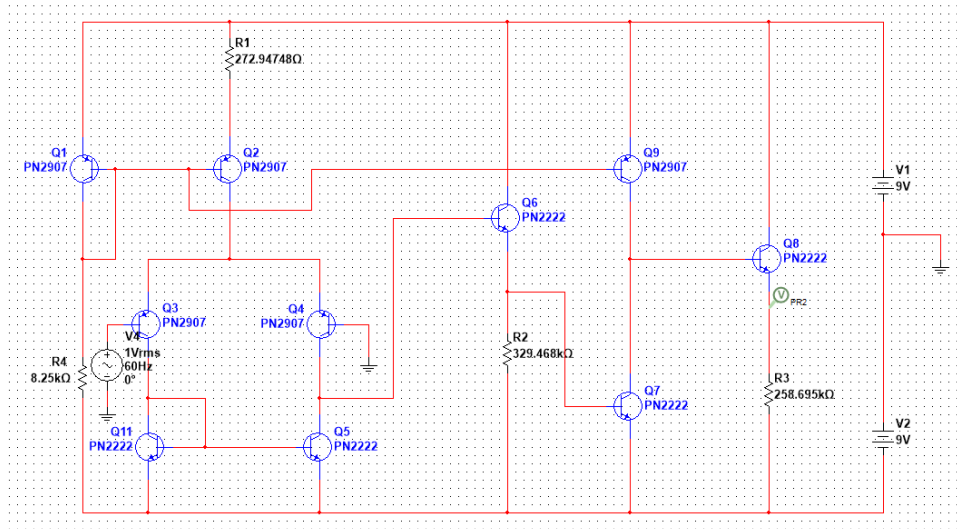 R1
272.94748Ω
Q1
PN2907
Q2
PN2907
Q9
PN2907
V1
9V
Q6
PN2222
Q8
PN2222
V
PR2
Q3
PN2907
Q4
PN2907
V4
1Vrms
60Hz
0°
R4
8.25kΩ
R2
329.468kΩ
R3
258.695kΩ
Q7
PN2222
Q11
PN2222
Q5
PN2222
V2
9V